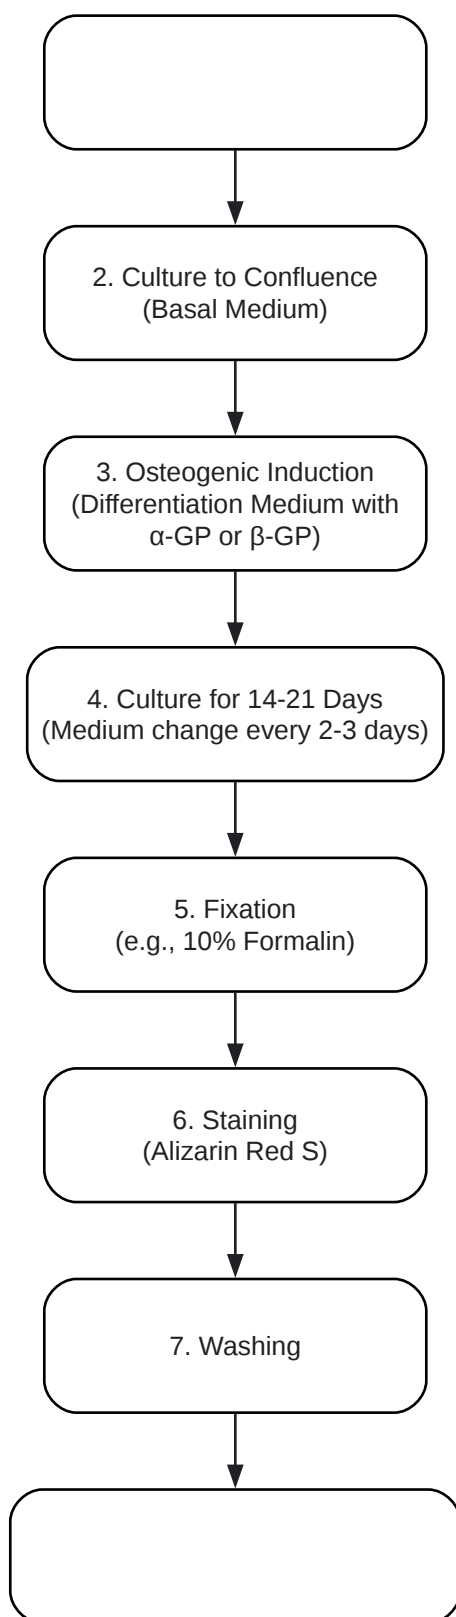 2. Culture to Confluence
(Basal Medium)
3. Osteogenic Induction
(Differentiation Medium with
α-GP or β-GP)
4. Culture for 14-21 Days
(Medium change every 2-3 days)
5. Fixation
(e.g., 10% Formalin)
6. Staining
(Alizarin Red S)
7. Washing